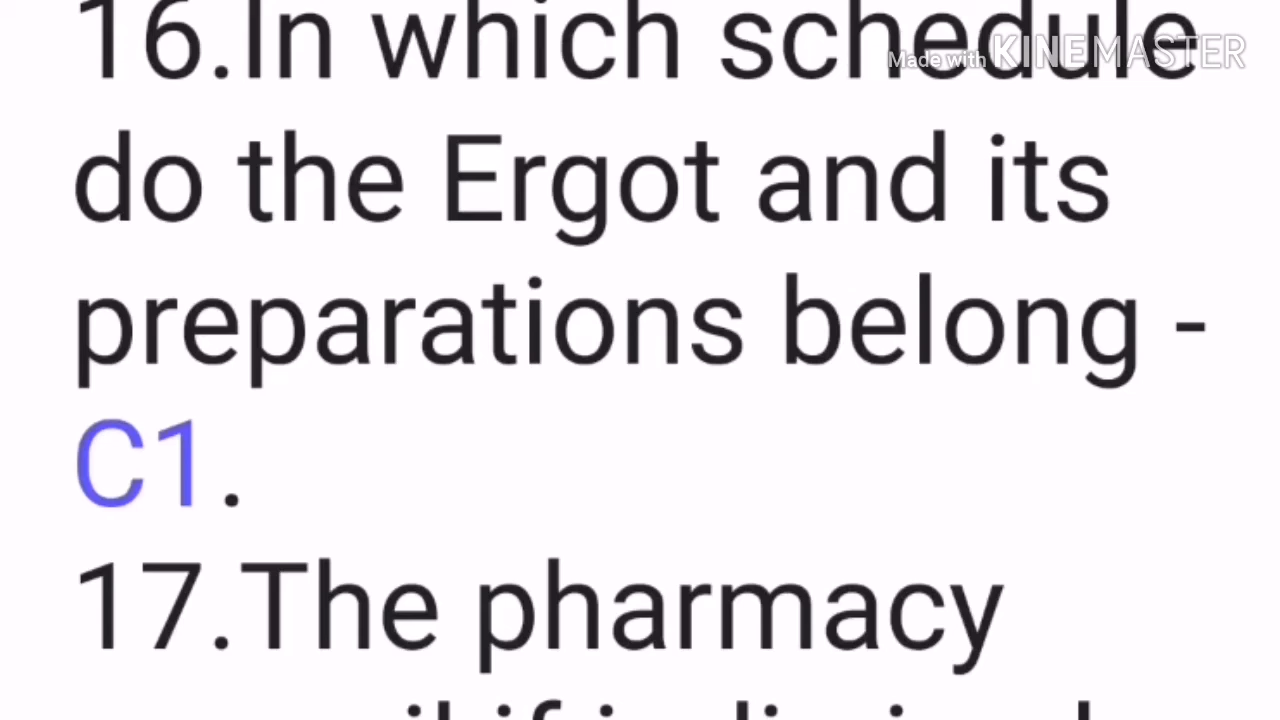 16.In which schedule
Made with KINEMASTER
do the Ergot and its
preparations belong -
C1.
17.The pharmacy